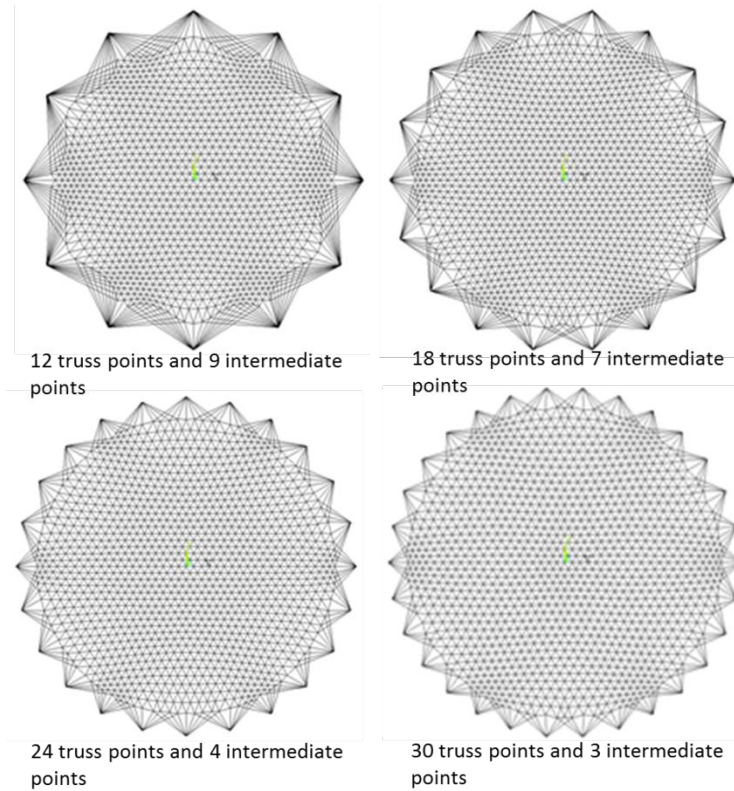 12 truss points and 9 intermediate
points
18 truss points and 7 intermediate
points
24 truss points and 4 intermediate
points
30 truss points and 3 intermediate
points